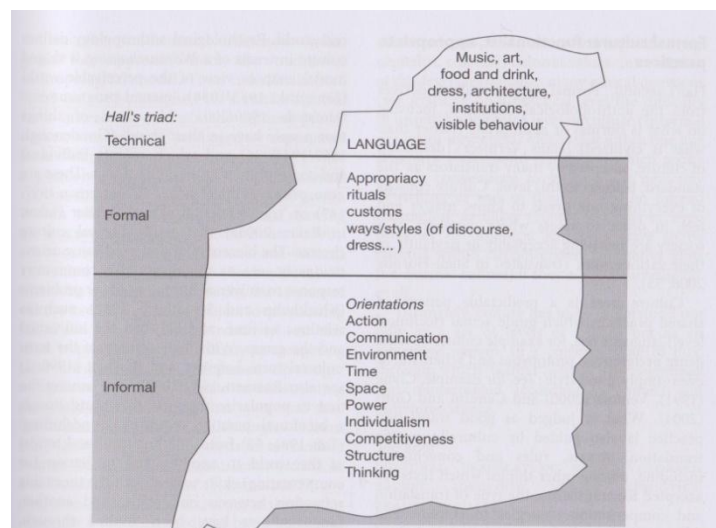 Music, art,
food and drink,
dress, architecture,
institutions,
visible behaviour
Hall's triad:
Technical
LANGUAGE
Formal
Appropriacy
rituals
customs
ways/styles (of discourse,
dress... )
Informal
Orientations
Action
Communication
Environment
Time
Space
Power
Individualism
Competitiveness
Structure
Thinking